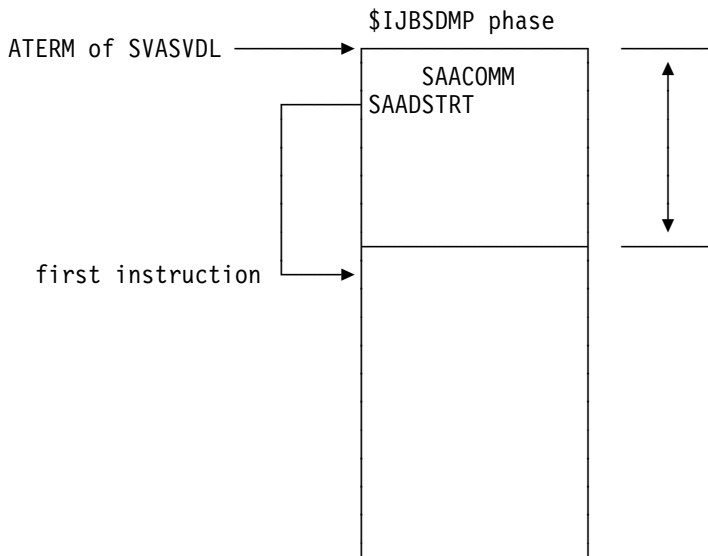 $IJBSDMP phase
ATERM of SVASVDL
SAACOMM
SAADSTRT
first instruction